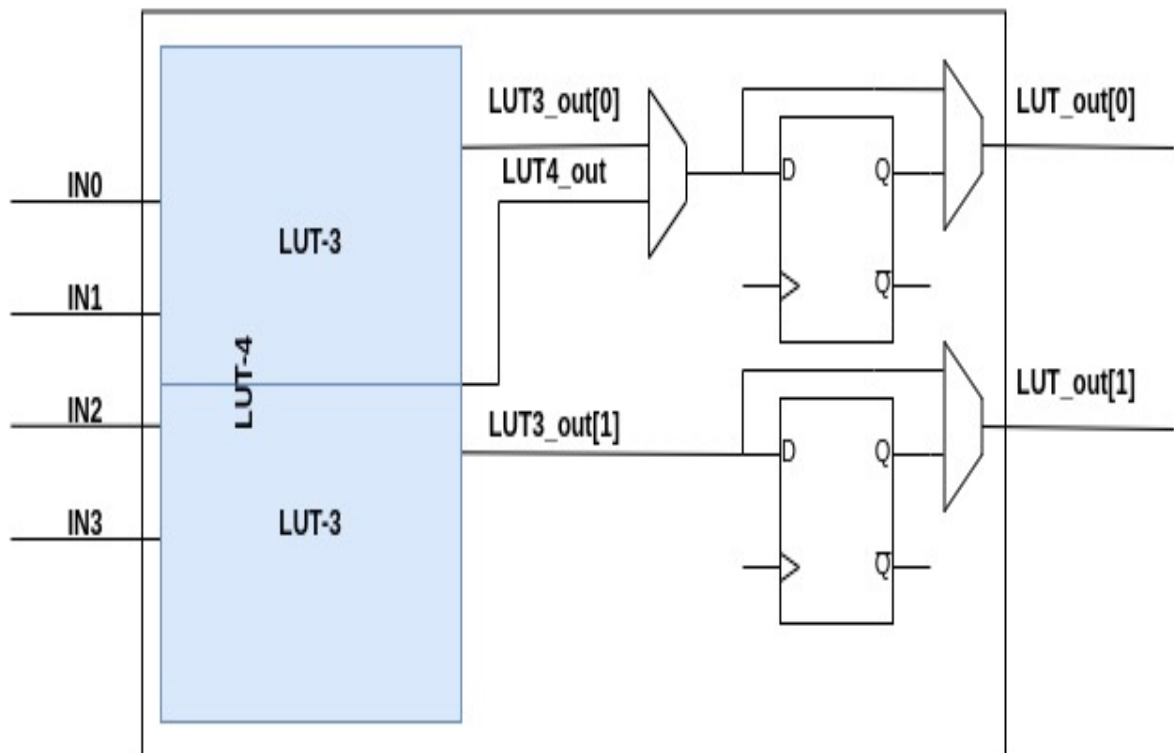 LUT3_out[0]
LUT_out[0]
LUT4_out
IN0
D
Q
LUT-3
IN1
Q̅
LUT-4
LUT_out[1]
IN2
LUT3_out[1]
D
Q
IN3
LUT-3
Q̅